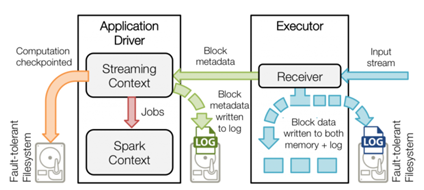 Application
Driver
Executor
Computation
checkpointed
Streaming
Context
Block
metadata
Receiver
Input
stream
Jobs
Block
metadata
written
to log
Block data
written to both
memory + log
Spark
Context
LOG
LOG
Fault-tolerant
Filesystem
Fault-tolerant
Filesystem